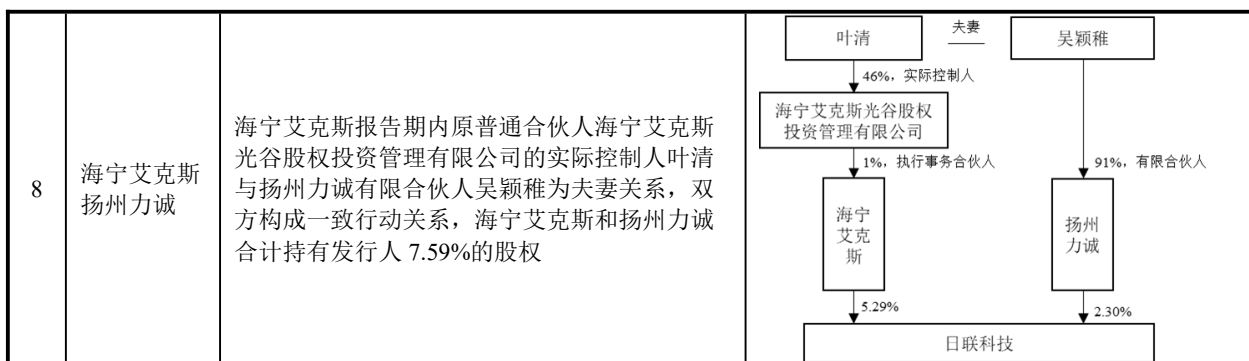 8
海宁艾克斯
扬州力诚
海宁艾克斯报告期内原普通合伙人海宁艾克斯
光谷股权投资管理有限公司的实际控制人叶清
与扬州力诚有限合伙人吴颖稚为夫妻关系，双
方构成一致行动关系，海宁艾克斯和扬州力诚
合计持有发行人 7.59%的股权
叶清
夫妻
吴颖稚
46%，实际控制人
海宁艾克斯光谷股权
投资管理有限公司
1%，执行事务合伙人
91%，有限合伙人
海宁
艾克
斯
扬州
力诚
5.29%
2.30%
日联科技